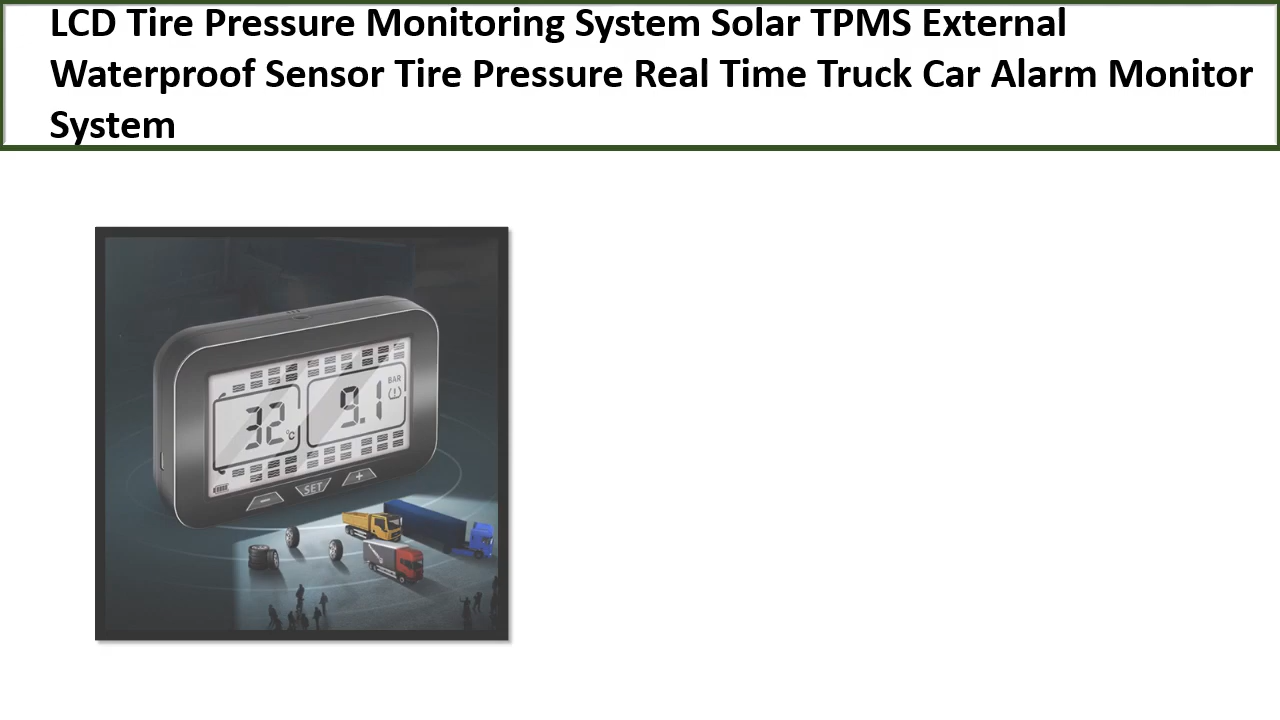 LCD Tire Pressure Monitoring System Solar TPMS External
Waterproof Sensor Tire Pressure Real Time Truck Car Alarm Monitor
System
BAR
32 °C
9.1
SET